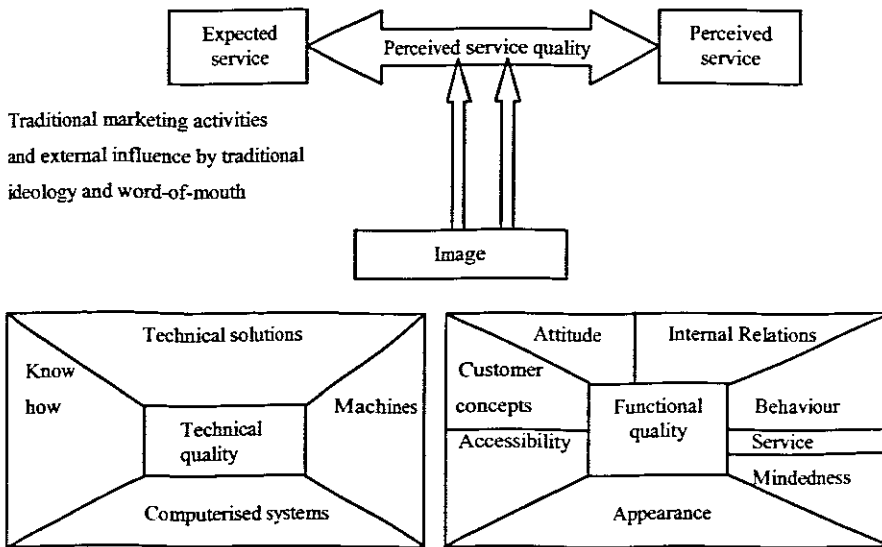 Expected
service
Perceived service quality
Perceived
service
Traditional marketing activities
and external influence by traditional
ideology and word-of-mouth
Image
Technical solutions
Know
how
Machines
Technical
quality
Computerised systems
Attitude
Internal Relations
Customer
concepts
Functional
quality
Behaviour
Accessibility
Service
Mindedness
Appearance